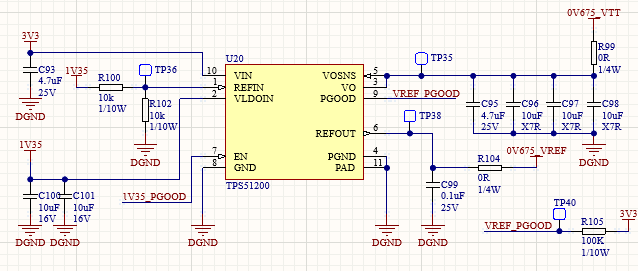 0V675_VTT
3V3
C93
4.7uF
25V
DGND
1V35
R100
10k
1/10W
TP36
R102
10k
1/10W
DGND
U20
10 VIN
1 REFIN
2 VLDOIN
7 EN
8 GND
VOSNS 5
VO 3
PGOOD 9
REFOUT 6
PGND 4
PAD 11
TPS51200
TP35
VREF_PGOOD
TP38
R99
0R
1/4W
C95
4.7uF
25V
C96
10uF
X7R
C97
10uF
X7R
C98
10uF
X7R
DGND
1V35
C100
10uF
16V
DGND
C101
10uF
16V
DGND
1V35_PGOOD
DGND
DGND
0V675_VREF
R104
0R
1/4W
C99
0.1uF
25V
DGND
TP40
VREF_PGOOD
R105
100K
1/10W
3V3